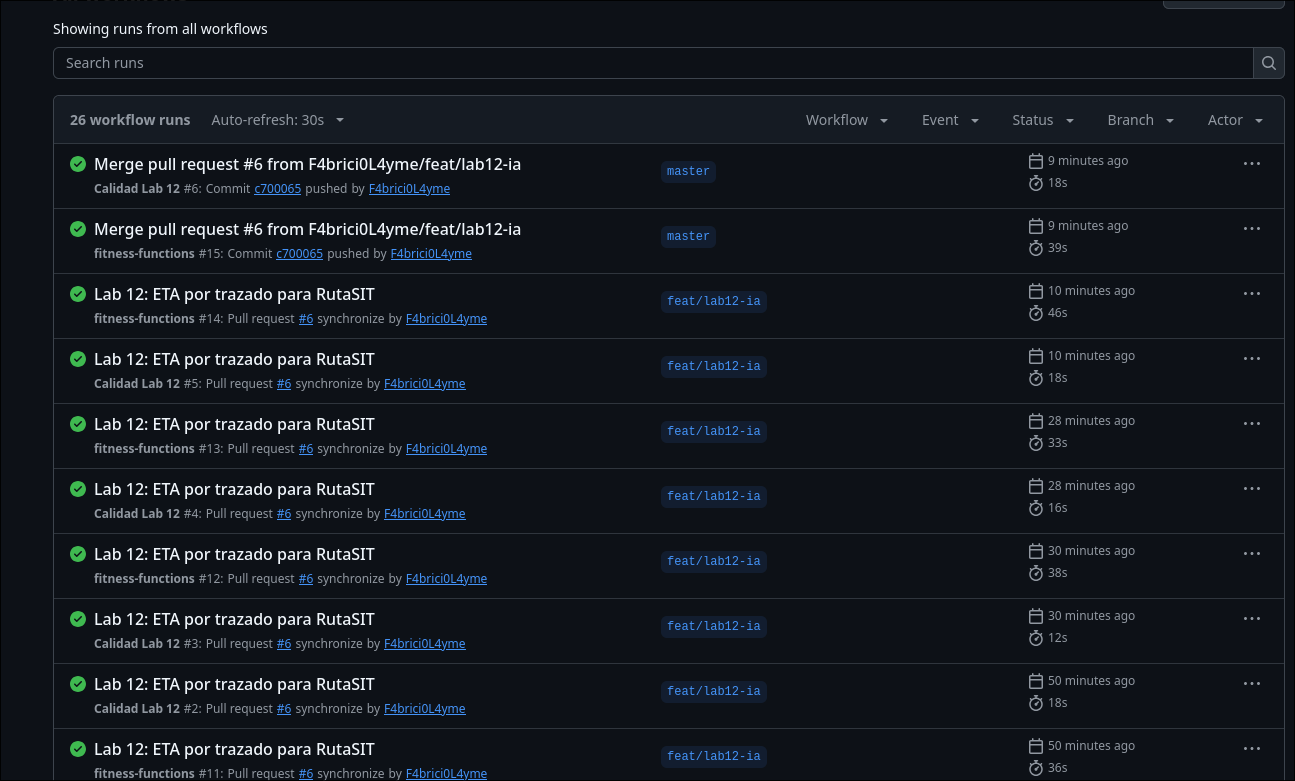 Showing runs from all workflows
Search runs
26 workflow runs Auto-refresh: 30s Workflow Event Status Branch Actor
Merge pull request #6 from F4brici0L4yme/feat/lab12-ia master 9 minutes ago
Calidad Lab 12 #6: Commit c700065 pushed by F4brici0L4yme 18s
Merge pull request #6 from F4brici0L4yme/feat/lab12-ia master 9 minutes ago
fitness-functions #15: Commit c700065 pushed by F4brici0L4yme 39s
Lab 12: ETA por trazado para RutaSIT feat/lab12-ia 10 minutes ago
fitness-functions #14: Pull request #6 synchronize by F4brici0L4yme 46s
Lab 12: ETA por trazado para RutaSIT feat/lab12-ia 10 minutes ago
Calidad Lab 12 #5: Pull request #6 synchronize by F4brici0L4yme 18s
Lab 12: ETA por trazado para RutaSIT feat/lab12-ia 28 minutes ago
fitness-functions #13: Pull request #6 synchronize by F4brici0L4yme 33s
Lab 12: ETA por trazado para RutaSIT feat/lab12-ia 28 minutes ago
Calidad Lab 12 #4: Pull request #6 synchronize by F4brici0L4yme 16s
Lab 12: ETA por trazado para RutaSIT feat/lab12-ia 30 minutes ago
fitness-functions #12: Pull request #6 synchronize by F4brici0L4yme 38s
Lab 12: ETA por trazado para RutaSIT feat/lab12-ia 30 minutes ago
Calidad Lab 12 #3: Pull request #6 synchronize by F4brici0L4yme 12s
Lab 12: ETA por trazado para RutaSIT feat/lab12-ia 50 minutes ago
Calidad Lab 12 #2: Pull request #6 synchronize by F4brici0L4yme 18s
Lab 12: ETA por trazado para RutaSIT feat/lab12-ia 50 minutes ago
fitness-functions #11: Pull request #6 synchronize by F4brici0L4yme 36s